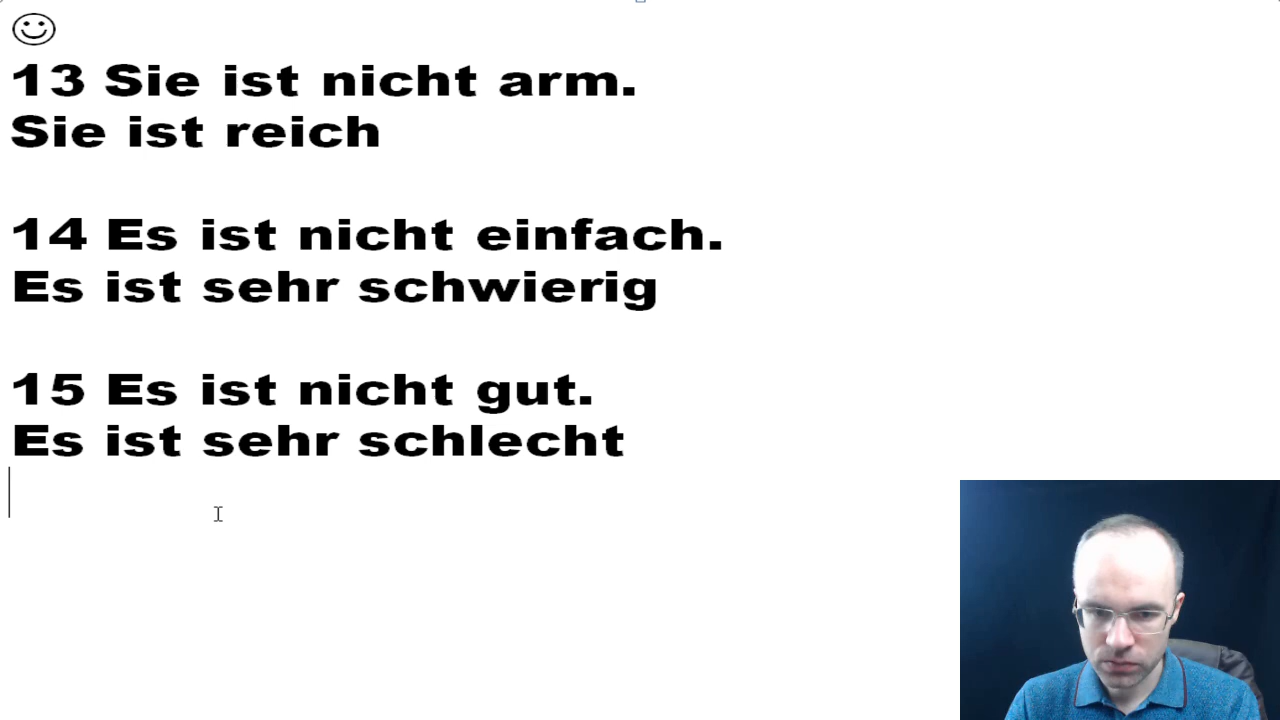 13 Sie ist nicht arm.
Sie ist reich
14 Es ist nicht einfach.
Es ist sehr schwierig
15 Es ist nicht gut.
Es ist sehr schlecht